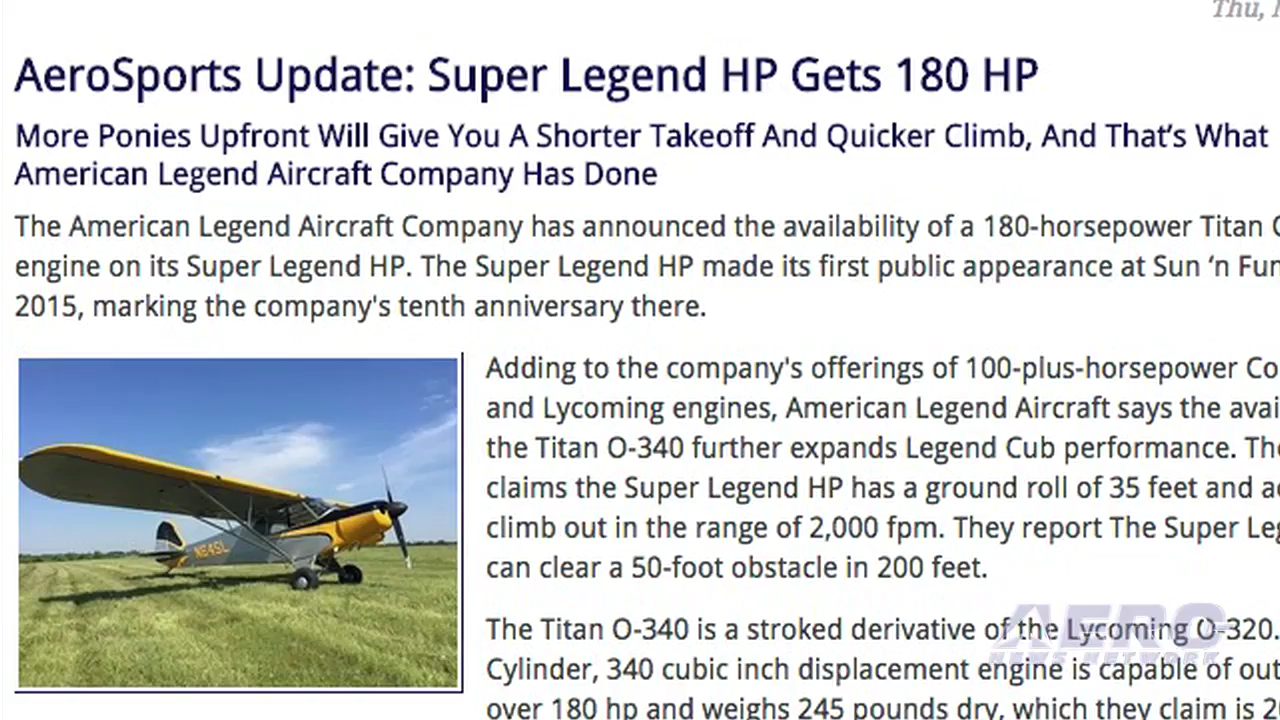 Thu,
AeroSports Update: Super Legend HP Gets 180 HP
More Ponies Upfront Will Give You A Shorter Takeoff And Quicker Climb, And That's What
American Legend Aircraft Company Has Done
The American Legend Aircraft Company has announced the availability of a 180-horsepower Titan
engine on its Super Legend HP. The Super Legend HP made its first public appearance at Sun ‘n Fun
2015, marking the company's tenth anniversary there.
Adding to the company's offerings of 100-plus-horsepower
and Lycoming engines, American Legend Aircraft says the
the Titan O-340 further expands Legend Cub performance.
claims the Super Legend HP has a ground roll of 35 feet and
climb out in the range of 2,000 fpm. They report The Super
can clear a 50-foot obstacle in 200 feet.
N64SL
The Titan O-340 is a stroked derivative of the Lycoming O-320.
Cylinder, 340 cubic inch displacement engine is capable of
over 180 hp and weighs 245 pounds dry, which they claim is
AERO
NEWS NETWORK